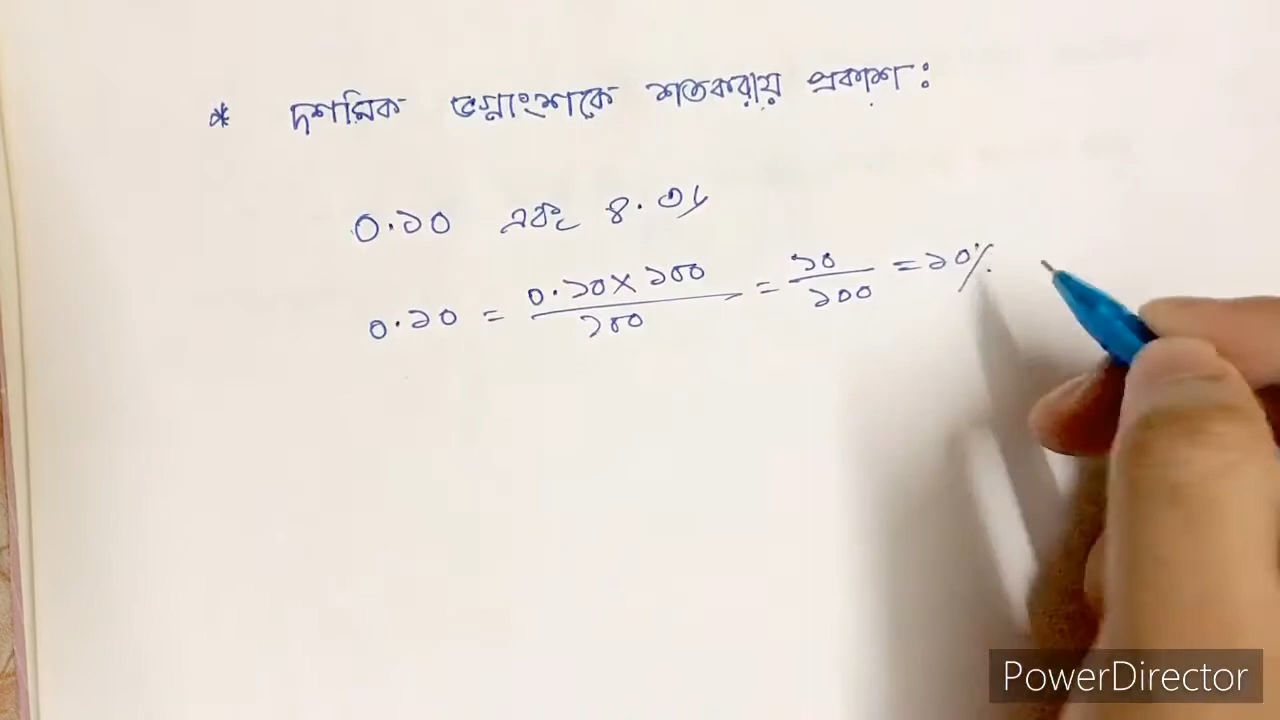 * দশমিক ভগ্নাংশকে শতকরায় প্রকাশ :
০.১০ এবং ৪.৩৮
০.১০ = ০.১০ × ১০০ / ১০০ = ১০ / ১০০ = ১০%
PowerDirector